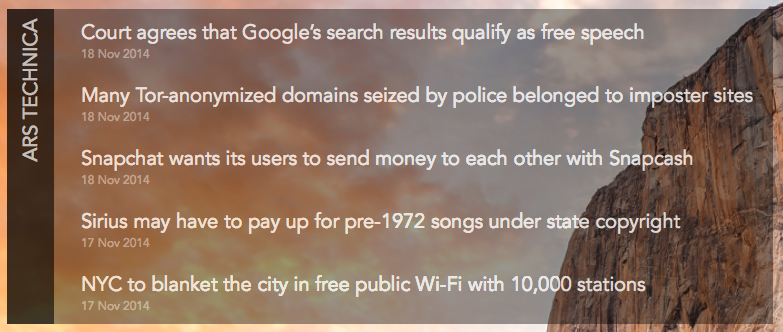 ARS TECHNICA
Court agrees that Google’s search results qualify as free speech
18 Nov 2014
Many Tor-anonymized domains seized by police belonged to imposter sites
18 Nov 2014
Snapchat wants its users to send money to each other with Snapcash
18 Nov 2014
Sirius may have to pay up for pre-1972 songs under state copyright
17 Nov 2014
NYC to blanket the city in free public Wi-Fi with 10,000 stations
17 Nov 2014